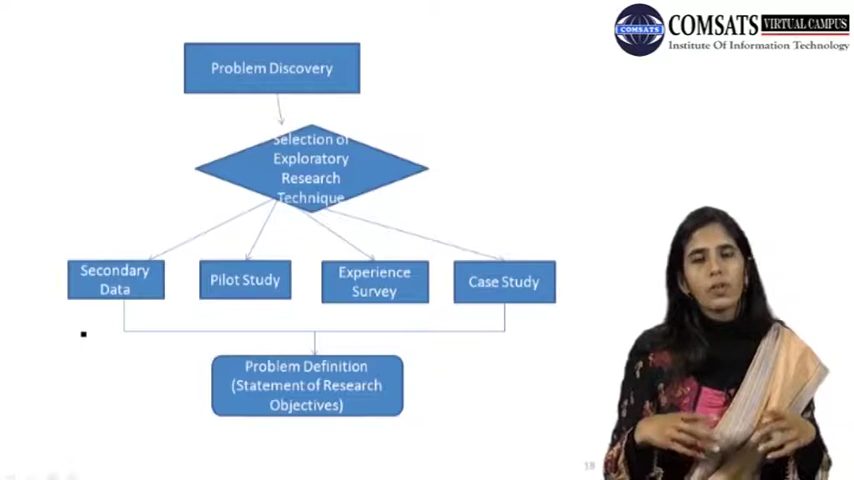 COMSATS VIRTUAL CAMPUS
COMSATS
Institute Of Information Technology
Problem Discovery
Selection of
Exploratory
Research
Technique
Secondary
Data
Pilot Study
Experience
Survey
Case Study
Problem Definition
(Statement of Research
Objectives)
18